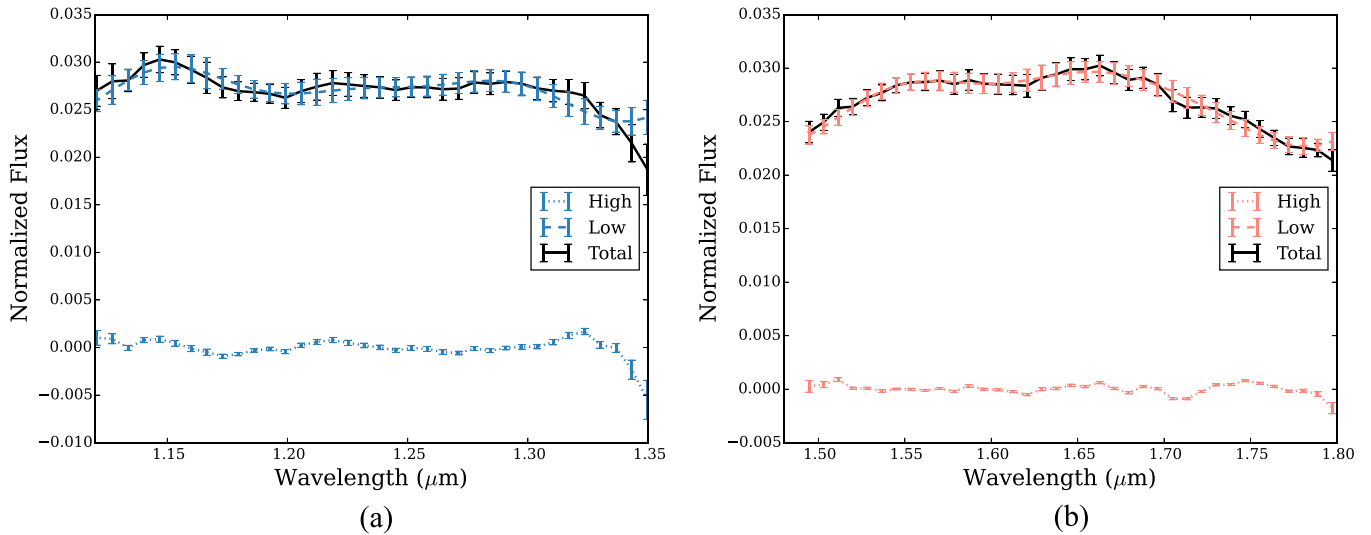 0.035
0.030
0.025
0.020
0.015
0.010
0.005
0.000
−0.005
−0.010
1.15
1.20
1.25
1.30
1.35
Normalized Flux
Wavelength (μm)
High
Low
Total
(a)
0.035
0.030
0.025
0.020
0.015
0.010
0.005
0.000
−0.005
1.50
1.55
1.60
1.65
1.70
1.75
1.80
Normalized Flux
Wavelength (μm)
High
Low
Total
(b)